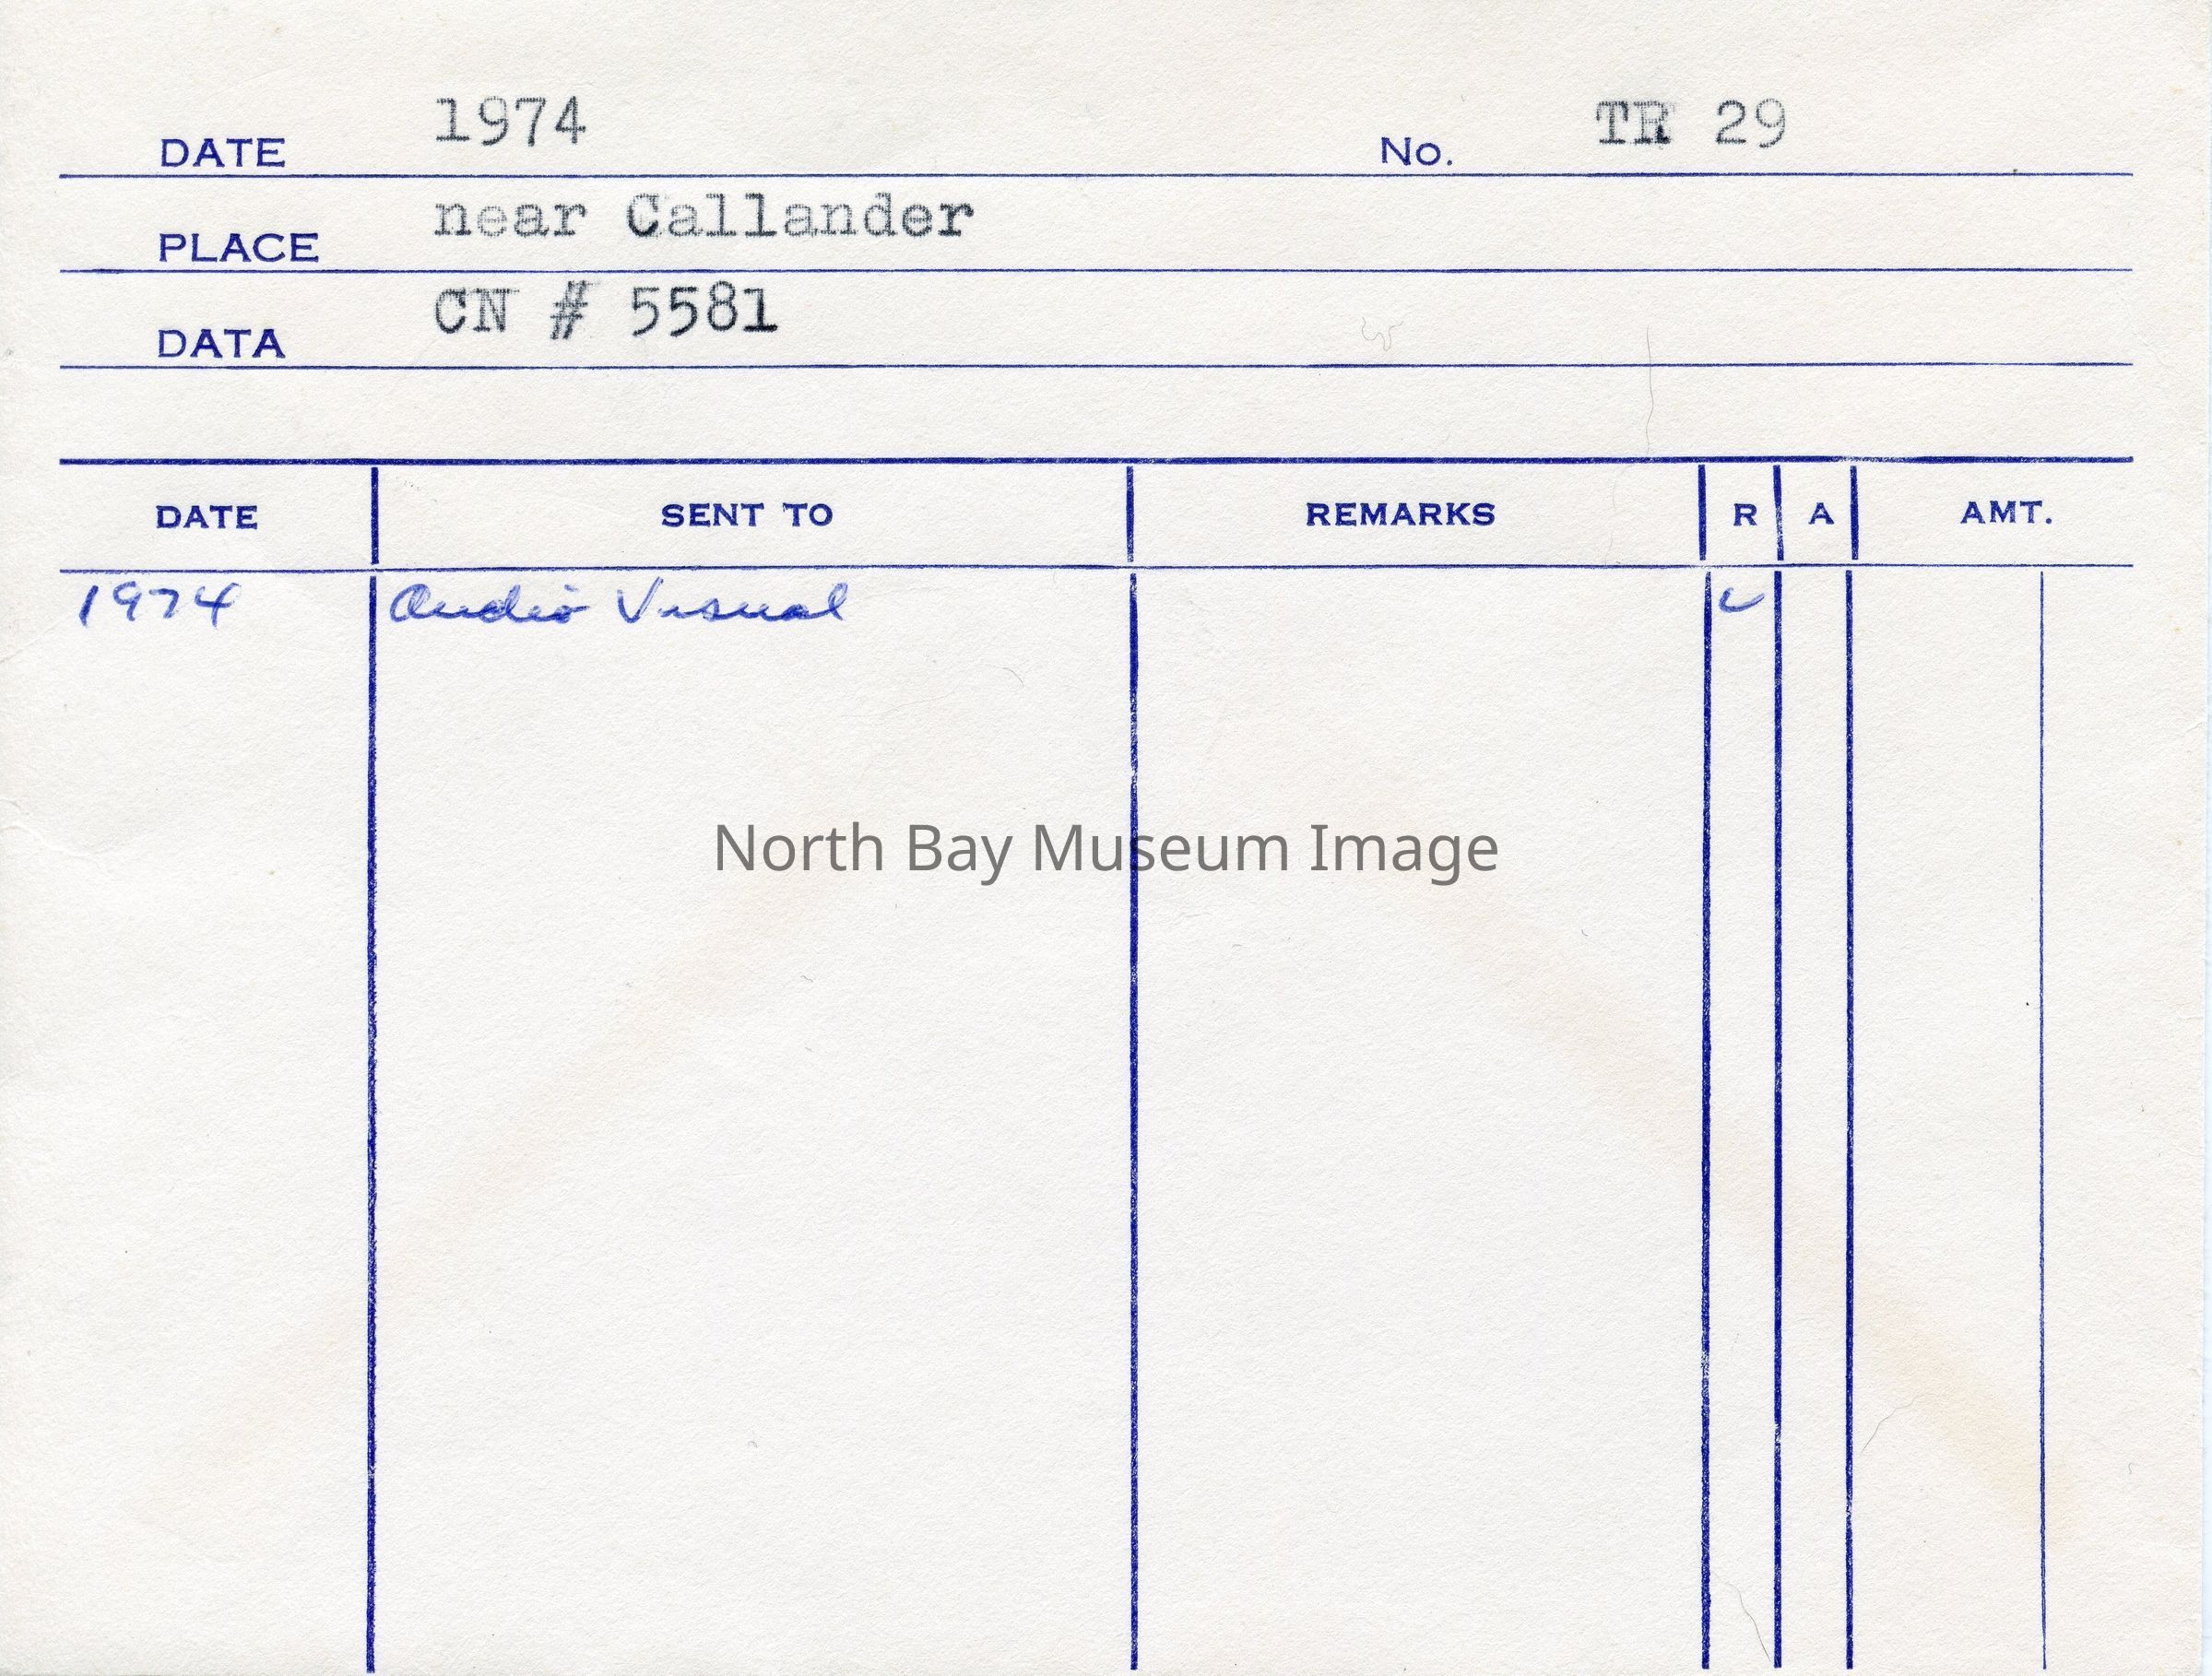 DATE 1974 No. TR 29
PLACE near Callander
DATA CN # 5581
DATE SENT TO REMARKS R A AMT.
1974 Audio Visual ✓
North Bay Museum Image